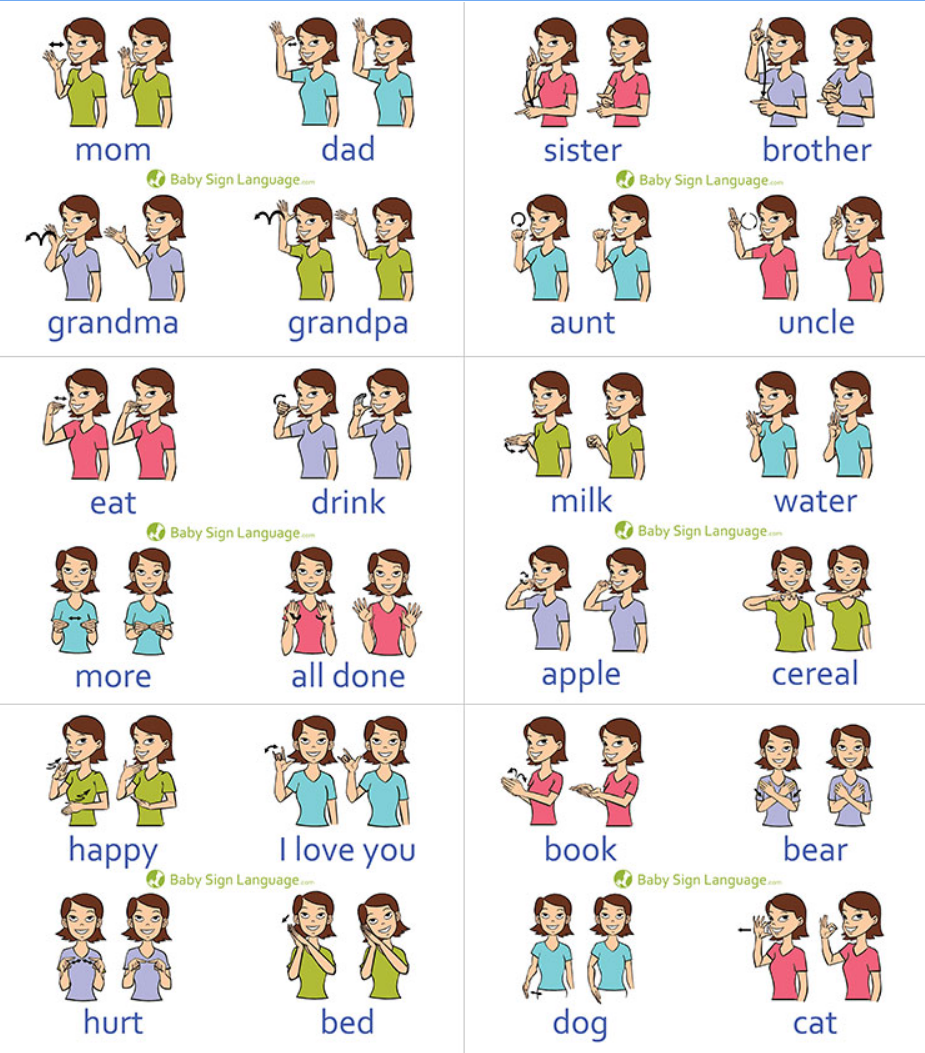 mom
dad
Baby Sign Language.com
grandma
grandpa
sister
brother
Baby Sign Language.com
aunt
uncle
eat
drink
Baby Sign Language.com
more
all done
milk
water
Baby Sign Language.com
apple
cereal
happy
I love you
Baby Sign Language.com
hurt
bed
book
bear
Baby Sign Language.com
dog
cat